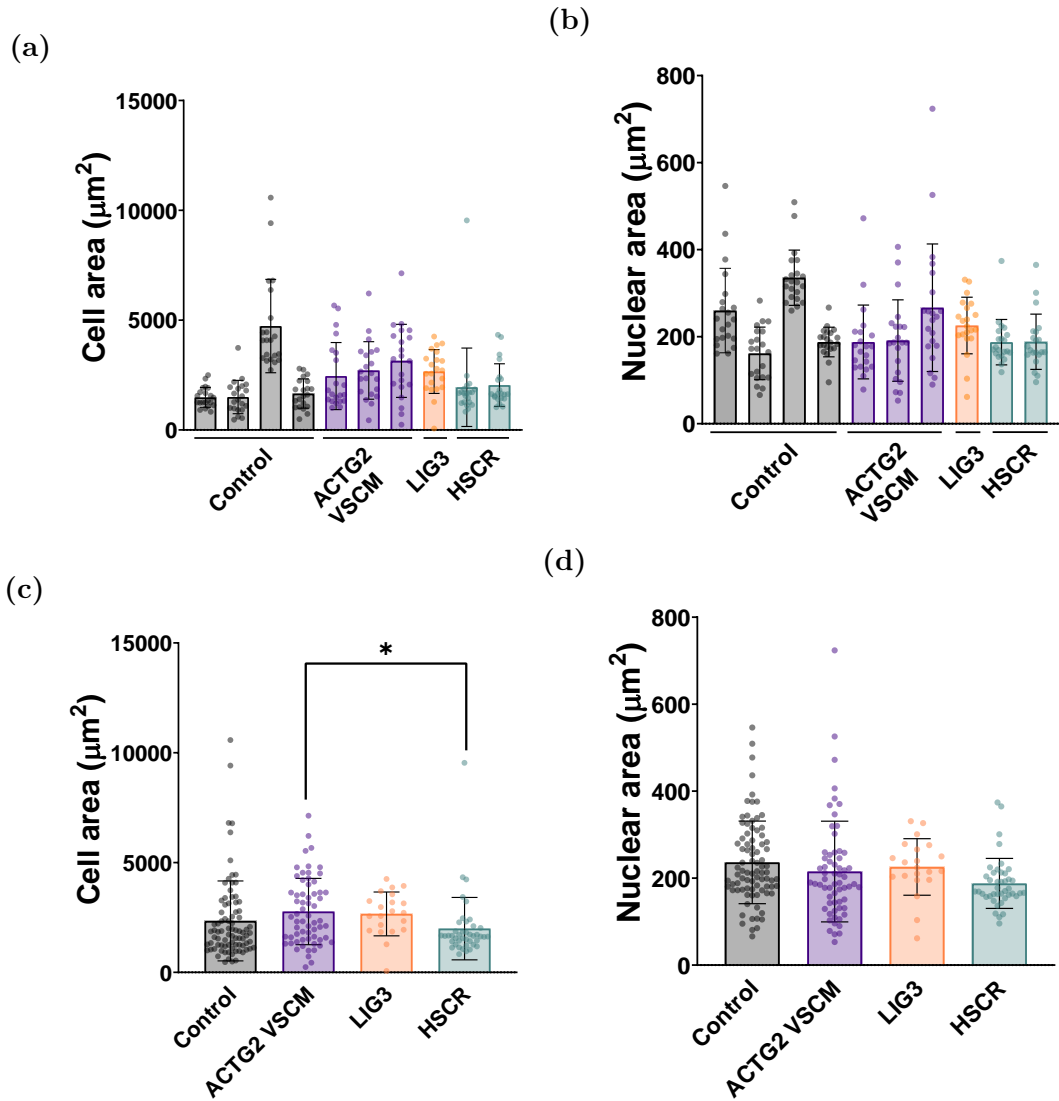 (a)
Cell area (μm²)
15000
10000
5000
0
Control
ACTG2
VSCM
LIG3
HSCR
(b)
Nuclear area (μm²)
800
600
400
200
0
Control
ACTG2
VSCM
LIG3
HSCR
(c)
Cell area (μm²)
15000
10000
5000
0
*
Control
ACTG2 VSCM
LIG3
HSCR
(d)
Nuclear area (μm²)
800
600
400
200
0
Control
ACTG2 VSCM
LIG3
HSCR